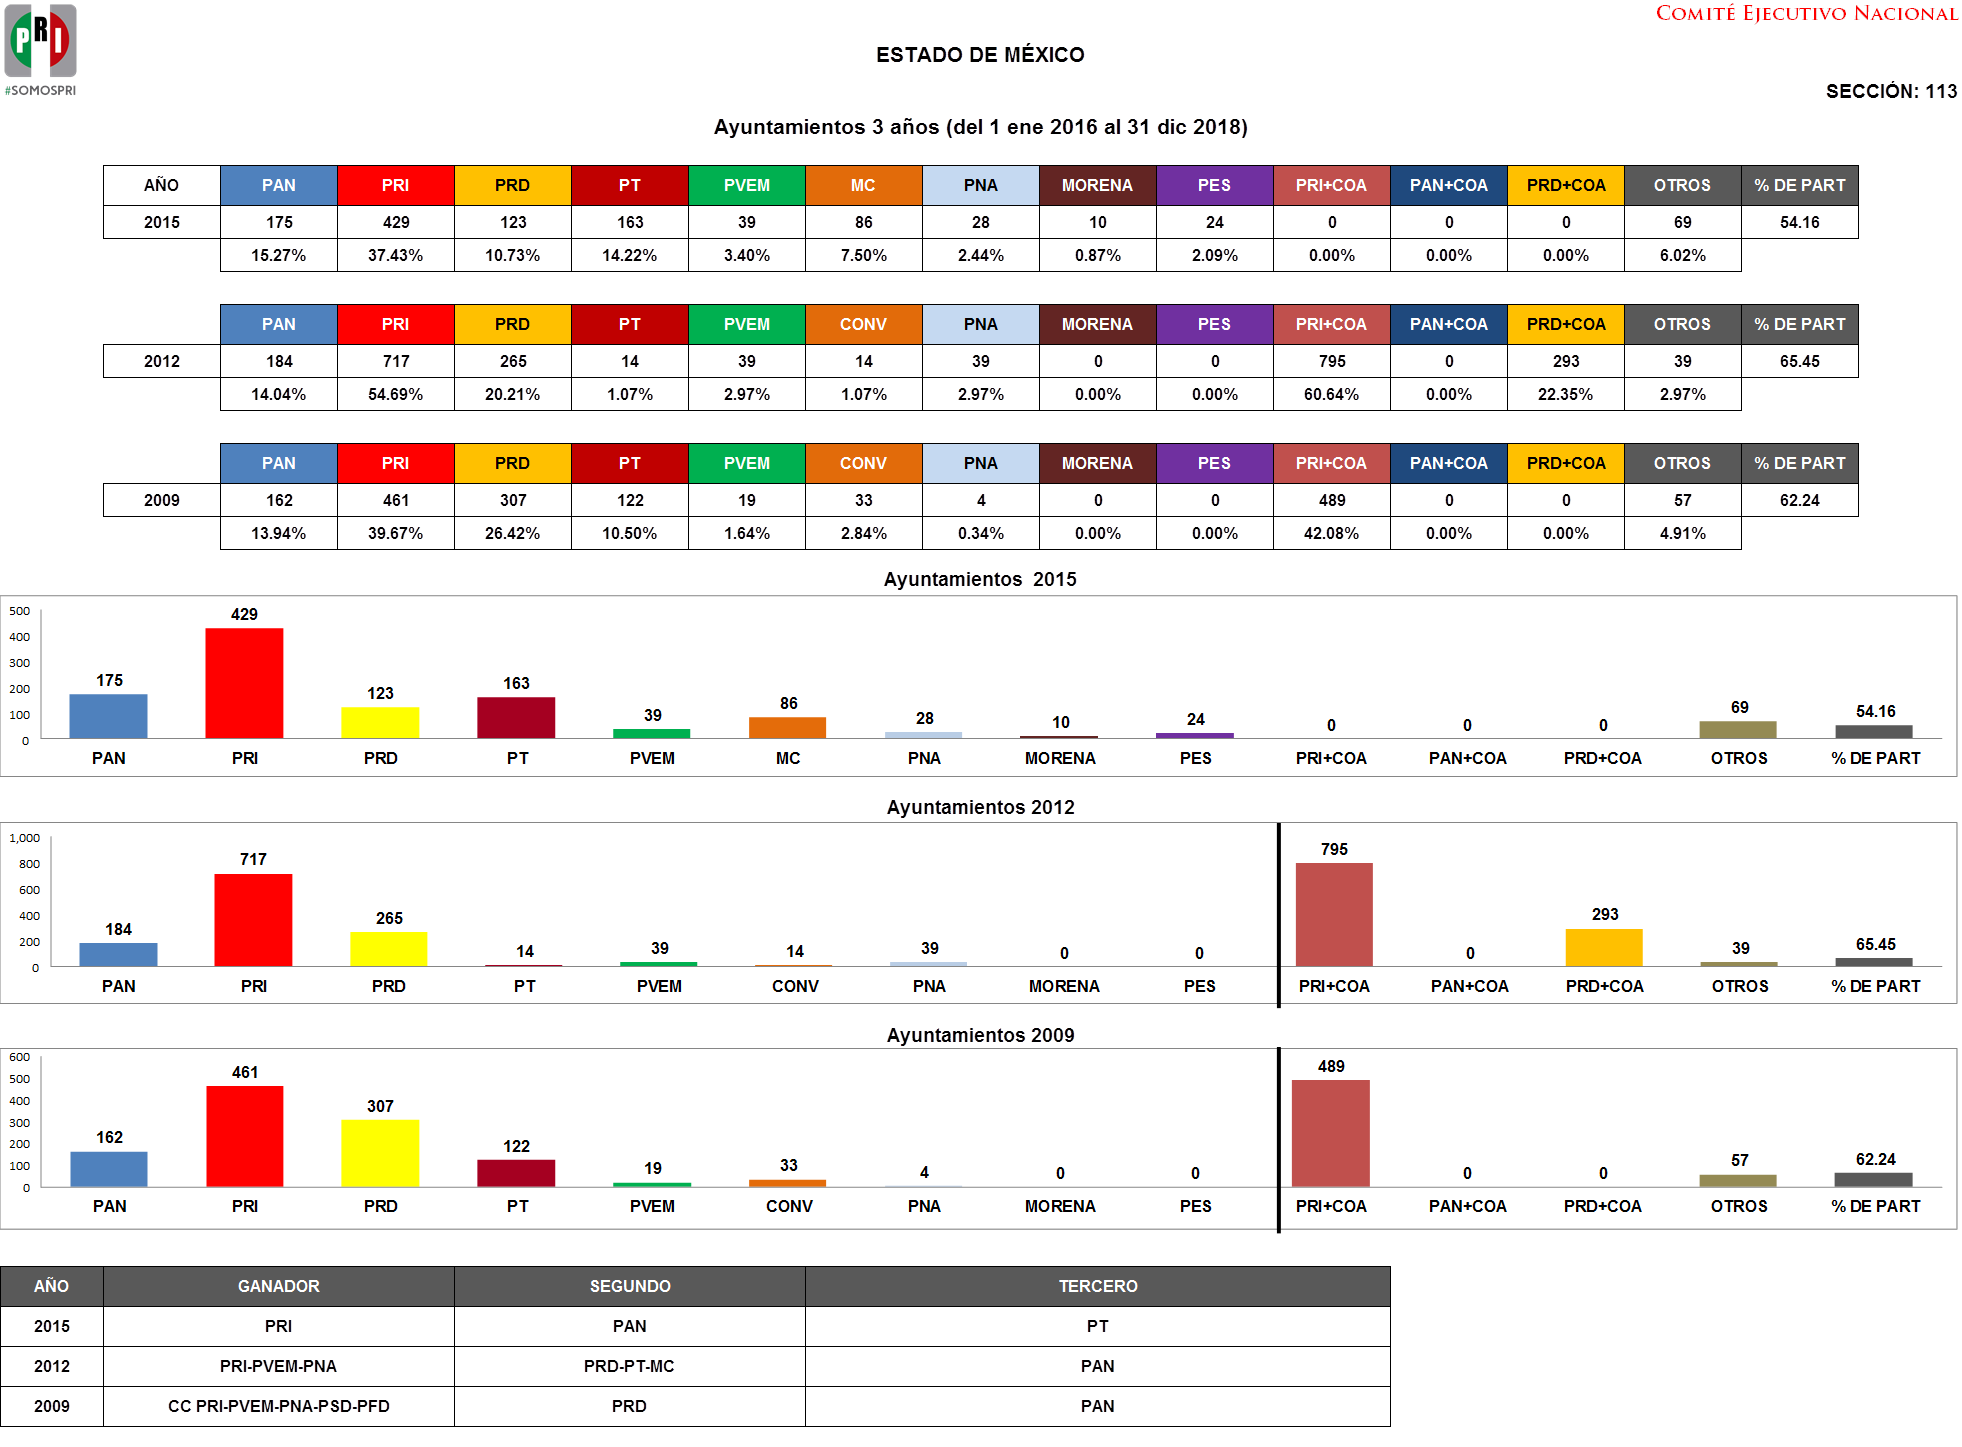 PRI
#SOMOSPRI
COMITÉ EJECUTIVO NACIONAL
ESTADO DE MÉXICO
SECCIÓN: 113
Ayuntamientos 3 años (del 1 ene 2016 al 31 dic 2018)
AÑO PAN PRI PRD PT PVEM MC PNA MORENA PES PRI+COA PAN+COA PRD+COA OTROS % DE PART
2015 175 429 123 163 39 86 28 10 24 0 0 0 69 54.16
15.27% 37.43% 10.73% 14.22% 3.40% 7.50% 2.44% 0.87% 2.09% 0.00% 0.00% 0.00% 6.02%
PAN PRI PRD PT PVEM CONV PNA MORENA PES PRI+COA PAN+COA PRD+COA OTROS % DE PART
2012 184 717 265 14 39 14 39 0 0 795 0 293 39 65.45
14.04% 54.69% 20.21% 1.07% 2.97% 1.07% 2.97% 0.00% 0.00% 60.64% 0.00% 22.35% 2.97%
PAN PRI PRD PT PVEM CONV PNA MORENA PES PRI+COA PAN+COA PRD+COA OTROS % DE PART
2009 162 461 307 122 19 33 4 0 0 489 0 0 57 62.24
13.94% 39.67% 26.42% 10.50% 1.64% 2.84% 0.34% 0.00% 0.00% 42.08% 0.00% 0.00% 4.91%
Ayuntamientos 2015
500
400
300
200
100
0
175 429 123 163 39 86 28 10 24 0 0 0 69 54.16
PAN PRI PRD PT PVEM MC PNA MORENA PES PRI+COA PAN+COA PRD+COA OTROS % DE PART
Ayuntamientos 2012
1,000
800
600
400
200
0
184 717 265 14 39 14 39 0 0 795 0 293 39 65.45
PAN PRI PRD PT PVEM CONV PNA MORENA PES PRI+COA PAN+COA PRD+COA OTROS % DE PART
Ayuntamientos 2009
600
500
400
300
200
100
0
162 461 307 122 19 33 4 0 0 489 0 0 57 62.24
PAN PRI PRD PT PVEM CONV PNA MORENA PES PRI+COA PAN+COA PRD+COA OTROS % DE PART
AÑO GANADOR SEGUNDO TERCERO
2015 PRI PAN PT
2012 PRI-PVEM-PNA PRD-PT-MC PAN
2009 CC PRI-PVEM-PNA-PSD-PFD PRD PAN